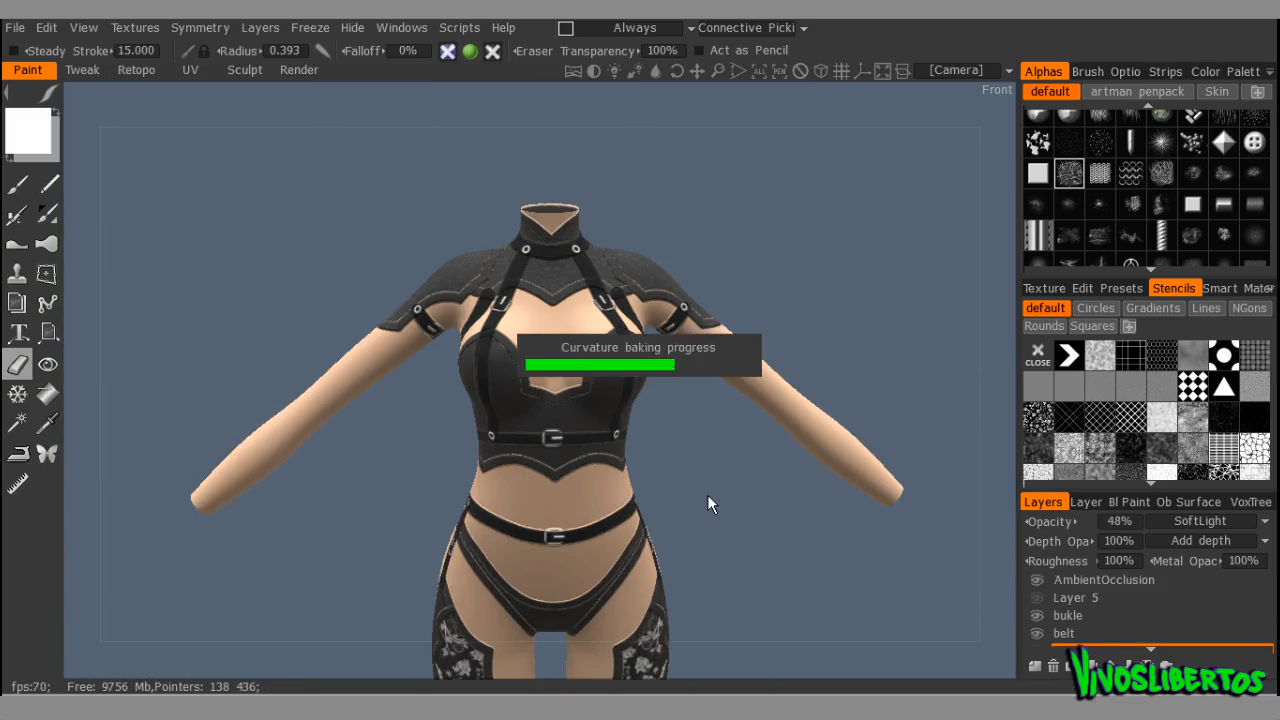 File Edit View Textures Symmetry Layers Freeze Hide Windows Scripts Help Always Connective Picki
Steady Stroke 15.000 Radius 0.393 Falloff 0% Eraser Transparency 100% Act as Pencil
Paint Tweak Retopo UV Sculpt Render [Camera]
Front
Alphas Brush Optio Strips Color Palett
default artman penpack Skin
Curvature baking progress
Texture Edit Presets Stencils Smart Mater
default Circles Gradients Lines NGons
Rounds Squares
CLOSE
Layers Layer Bl Paint Ob Surface VoxTree
Opacity 48% SoftLight
Depth Opa 100% Add depth
Roughness 100% Metal Opac 100%
AmbientOcclusion
Layer 5
bukle
belt
fps:70; Free: 9756 Mb,Pointers: 138 436;
VIVOSLIBERTOS